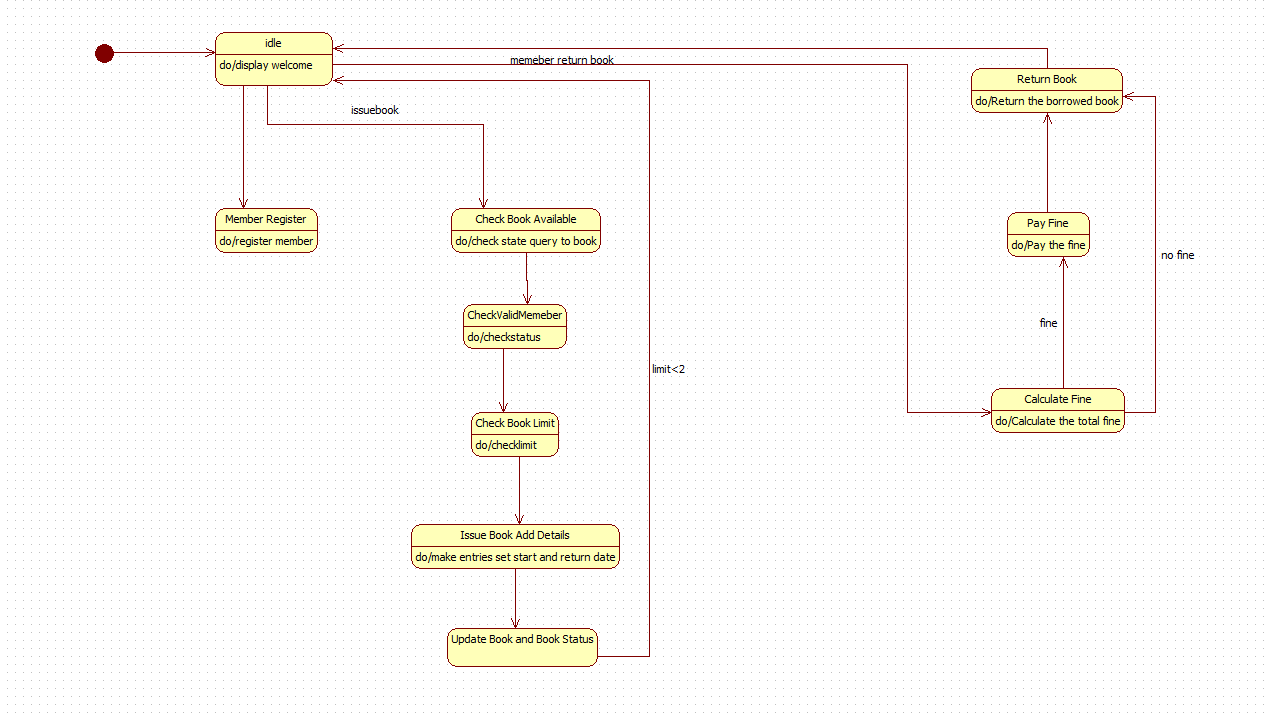 idle
do/display welcome
memeber return book
issuebook
Return Book
do/Return the borrowed book
Member Register
do/register member
Check Book Available
do/check state query to book
Pay Fine
do/Pay the fine
no fine
CheckValidMemeber
do/checkstatus
fine
limit<2
Calculate Fine
do/Calculate the total fine
Check Book Limit
do/checklimit
Issue Book Add Details
do/make entries set start and return date
Update Book and Book Status